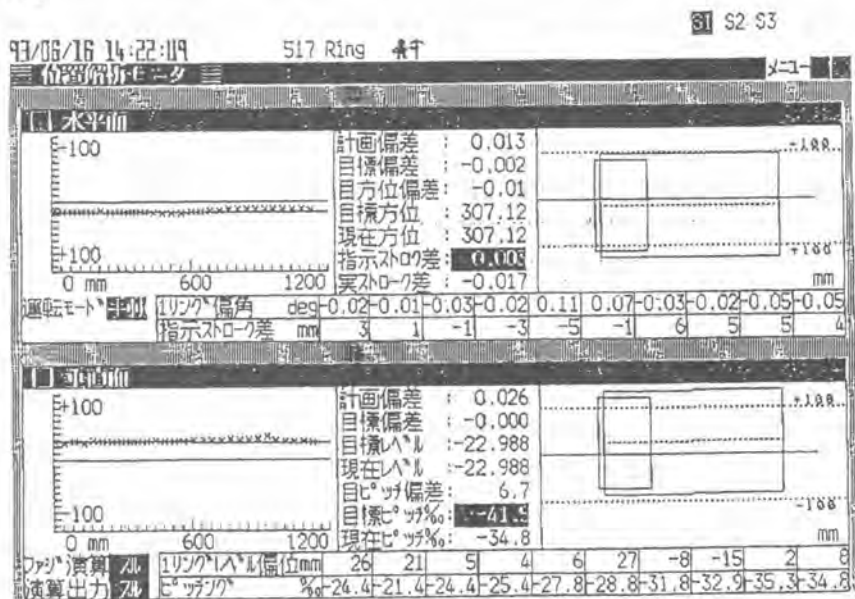 S1 S2 S3
93/06/16 14:22:09 517 Ring
位置解析モニタ メニュー
水平面
-100
+100
0 mm 600 1200
計画偏差 : 0.013
目標偏差 : -0.002
目方位偏差: -0.01
目標方位 : 307.12
現在方位 : 307.12
指示ストローク差: 0.003
実ストローク差 : -0.017
-100
+100
mm
運転モード 手動
1リング偏角 deg -0.02 -0.01 -0.03 -0.02 0.11 0.07 -0.03 -0.02 -0.05 -0.05
指示ストローク差 mm 3 1 -1 -3 -5 -1 6 5 5 4
+100
-100
0 mm 600 1200
計画偏差 : 0.026
目標偏差 : -0.000
目標レベル :-22.988
現在レベル :-22.988
目ピッチ偏差: 6.7
目標ピッチ‰: -41.5
現在ピッチ‰: -34.8
+100
-100
mm
ファジィ演算
1リングレベル偏位mm 26 21 5 4 6 27 -8 -15 2 8
演算出力
ピッチング ‰ -24.4 -21.4 -24.4 -25.4 -27.8 -28.8 -31.8 -32.9 -35.3 -34.8